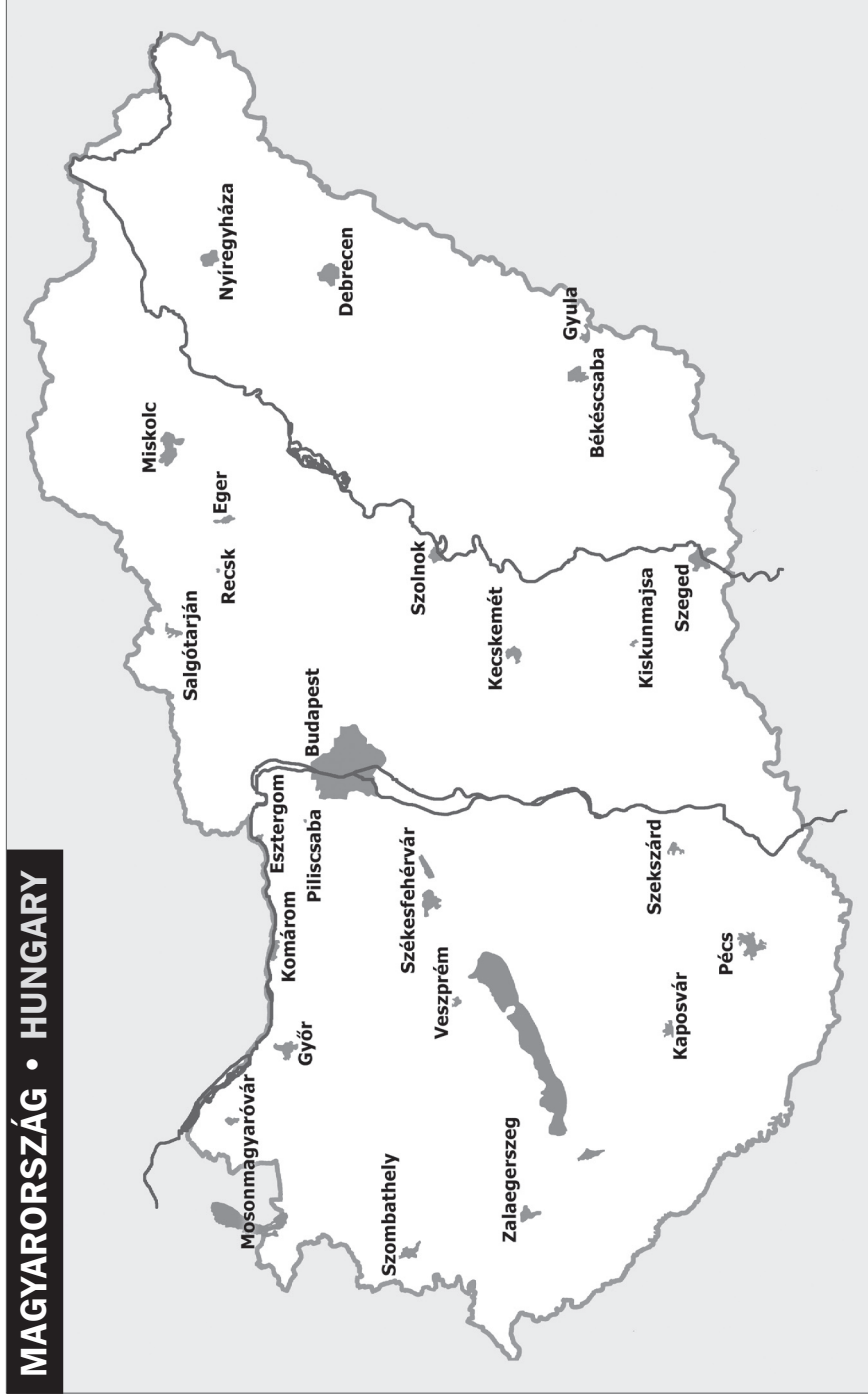 MAGYARORSZÁG • HUNGARY
Mosonmagyaróvár
Győr
Komárom
Esztergom
Piliscsaba
Budapest
Salgótarján
Recsk
Eger
Miskolc
Nyíregyháza
Debrecen
Szombathely
Zalaegerszeg
Veszprém
Székesfehérvár
Szolnok
Kecskemét
Gyula
Békéscsaba
Kaposvár
Pécs
Szekszárd
Kiskunmajsa
Szeged